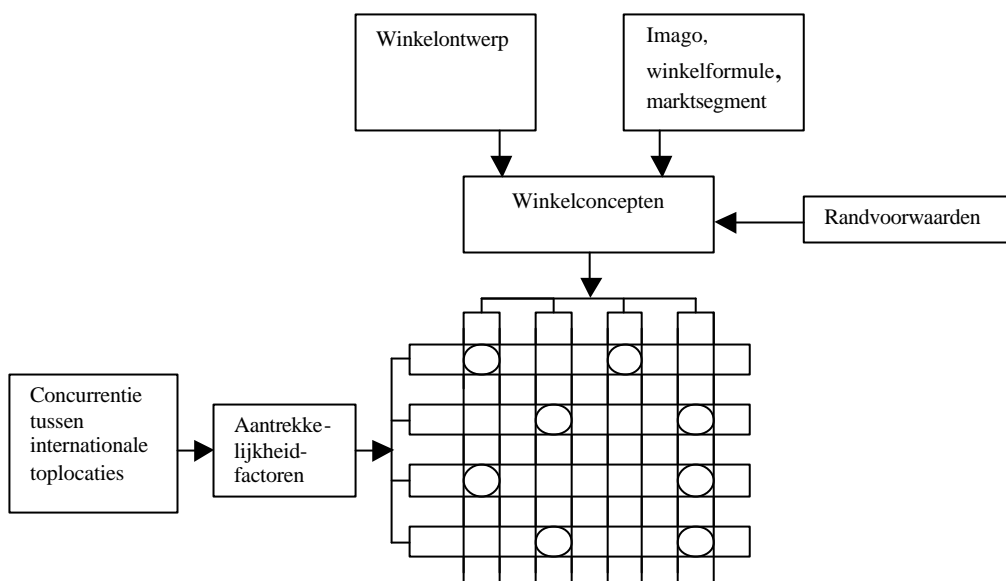 Winkelontwerp
Imago,
winkelformule,
marktsegment
Winkelconcepten
Randvoorwaarden
Concurrentie
tussen
internationale
toplocaties
Aantrekke-
lijkheid-
factoren